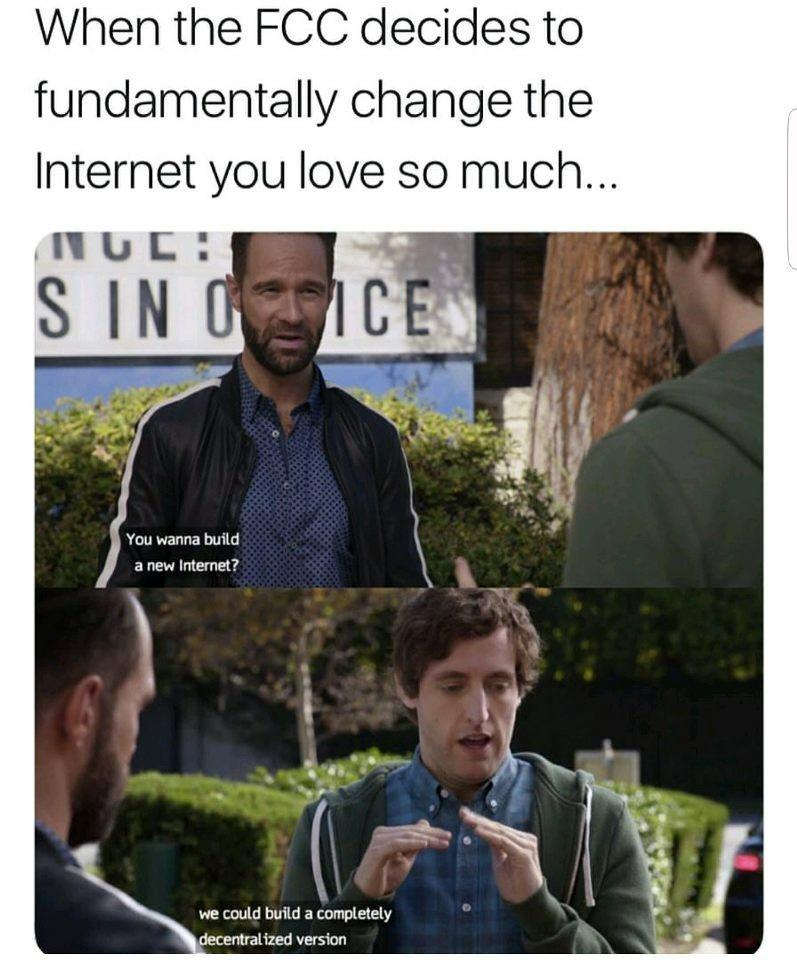 When the FCC decides to
fundamentally change the
Internet you love so much...
S IN O ICE
You wanna build
a new Internet?
we could build a completely
decentralized version